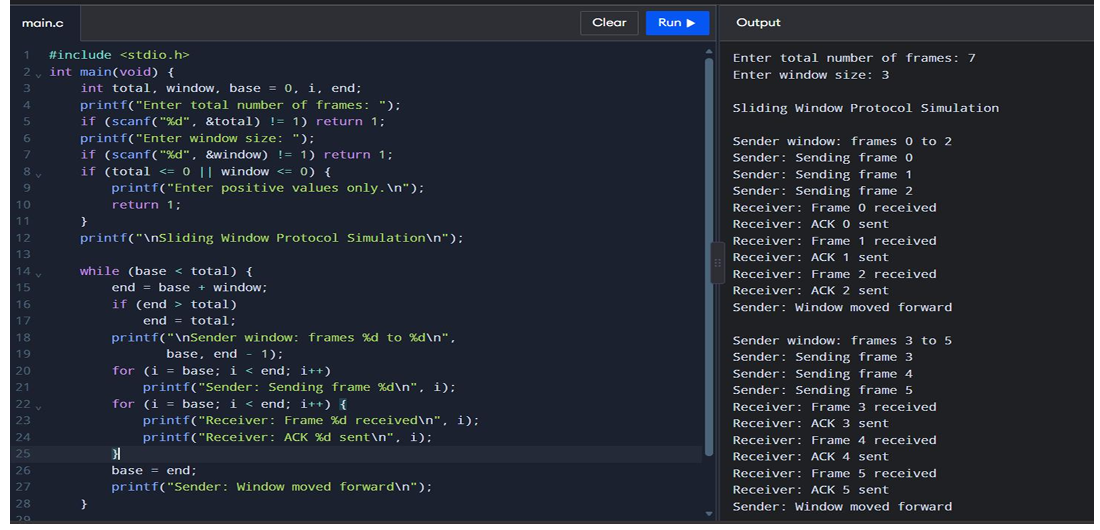 main.c
Clear
Run ▶
Output
1 #include <stdio.h>
2 int main(void) {
3 int total, window, base = 0, i, end;
4 printf("Enter total number of frames: ");
5 if (scanf("%d", &total) != 1) return 1;
6 printf("Enter window size: ");
7 if (scanf("%d", &window) != 1) return 1;
8 if (total <= 0 || window <= 0) {
9 printf("Enter positive values only.\n");
10 return 1;
11 }
12 printf("\nSliding Window Protocol Simulation\n");
13
14 while (base < total) {
15 end = base + window;
16 if (end > total)
17 end = total;
18 printf("\nSender window: frames %d to %d\n",
19 base, end - 1);
20 for (i = base; i < end; i++)
21 printf("Sender: Sending frame %d\n", i);
22 for (i = base; i < end; i++) {
23 printf("Receiver: Frame %d received\n", i);
24 printf("Receiver: ACK %d sent\n", i);
25 }
26 base = end;
27 printf("Sender: Window moved forward\n");
28 }
29
Enter total number of frames: 7
Enter window size: 3
Sliding Window Protocol Simulation
Sender window: frames 0 to 2
Sender: Sending frame 0
Sender: Sending frame 1
Sender: Sending frame 2
Receiver: Frame 0 received
Receiver: ACK 0 sent
Receiver: Frame 1 received
Receiver: ACK 1 sent
Receiver: Frame 2 received
Receiver: ACK 2 sent
Sender: Window moved forward
Sender window: frames 3 to 5
Sender: Sending frame 3
Sender: Sending frame 4
Sender: Sending frame 5
Receiver: Frame 3 received
Receiver: ACK 3 sent
Receiver: Frame 4 received
Receiver: ACK 4 sent
Receiver: Frame 5 received
Receiver: ACK 5 sent
Sender: Window moved forward